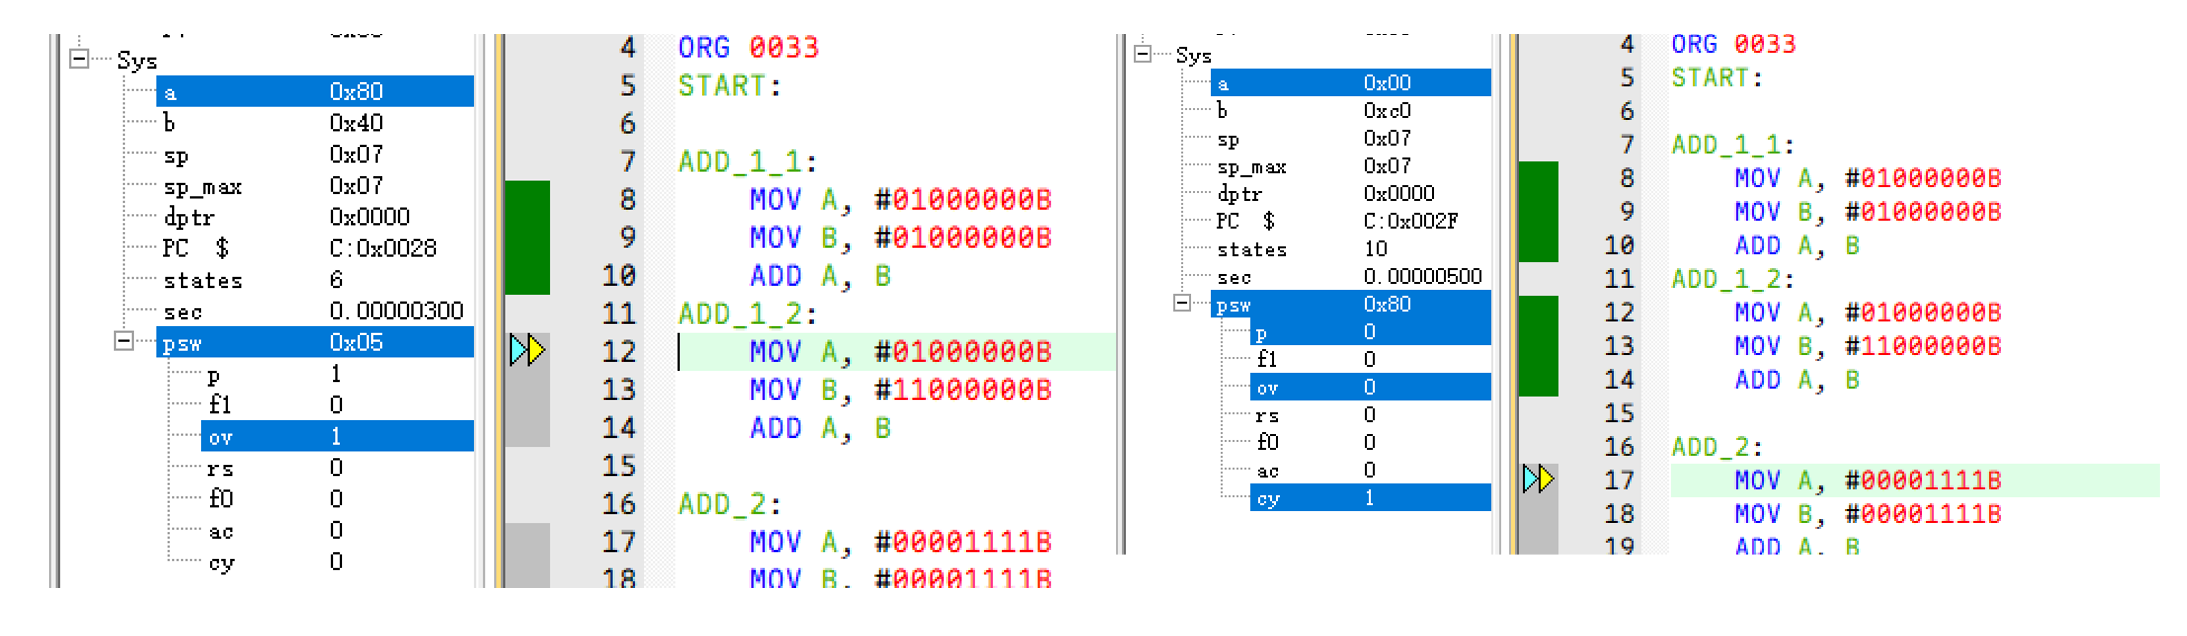 Sys
a 0x80
b 0x40
sp 0x07
sp_max 0x07
dptr 0x0000
PC $ C:0x0028
states 6
sec 0.00000300
psw 0x05
p 1
f1 0
ov 1
rs 0
f0 0
ac 0
cy 0
4 ORG 0033
5 START:
6
7 ADD_1_1:
8 MOV A, #01000000B
9 MOV B, #01000000B
10 ADD A, B
11 ADD_1_2:
12 MOV A, #01000000B
13 MOV B, #11000000B
14 ADD A, B
15
16 ADD_2:
17 MOV A, #00001111B
18 MOV B, #00001111B
Sys
a 0x00
b 0xc0
sp 0x07
sp_max 0x07
dptr 0x0000
PC $ C:0x002F
states 10
sec 0.00000500
psw 0x80
p 0
f1 0
ov 0
rs 0
f0 0
ac 0
cy 1
4 ORG 0033
5 START:
6
7 ADD_1_1:
8 MOV A, #01000000B
9 MOV B, #01000000B
10 ADD A, B
11 ADD_1_2:
12 MOV A, #01000000B
13 MOV B, #11000000B
14 ADD A, B
15
16 ADD_2:
17 MOV A, #00001111B
18 MOV B, #00001111B
19 ADD A, B